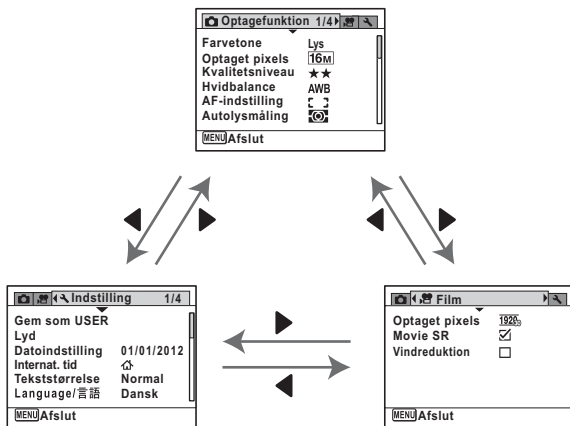 Optagefunktion 1/4
Farvetone Lys
Optaget pixels 16M
Kvalitetsniveau ★★
Hvidbalance AWB
AF-indstilling
Autolysmåling
MENU Afslut
Indstilling 1/4
Gem som USER
Lyd
Datoindstilling 01/01/2012
Internat. tid
Tekststørrelse Normal
Language/言語 Dansk
MENU Afslut
Film
Optaget pixels 1920
Movie SR
Vindreduktion
MENU Afslut